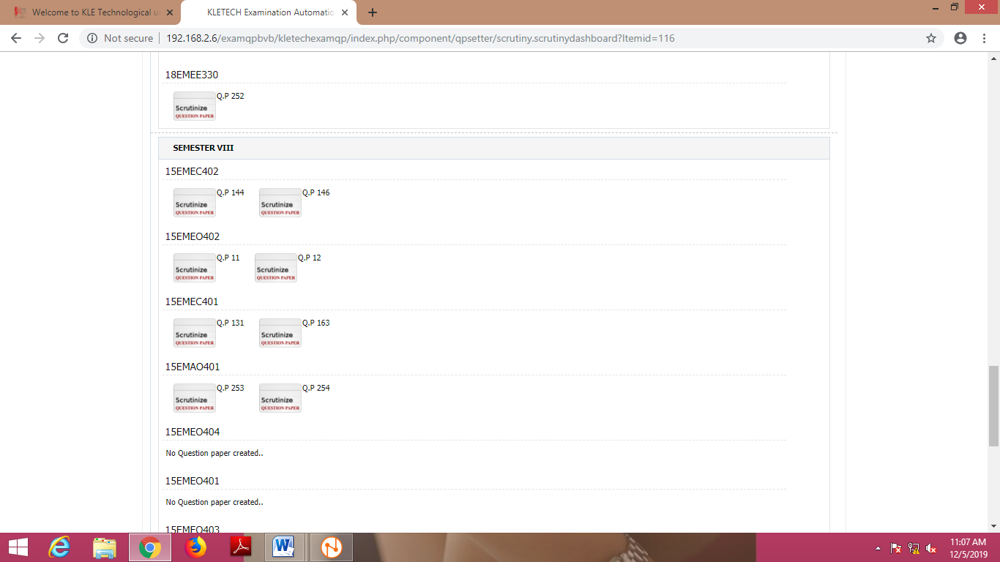 Welcome to KLE Technological u
KLETECH Examination Automatio
Not secure
192.168.2.6/examqpbvb/kletechexamqp/index.php/component/qpsetter/scrutiny.scrutinydashboard?Itemid=116
18EMEE330
Scrutinize QUESTION PAPER Q.P 252
SEMESTER VIII
15EMEC402
Scrutinize QUESTION PAPER Q.P 144 Scrutinize QUESTION PAPER Q.P 146
15EMEO402
Scrutinize QUESTION PAPER Q.P 11 Scrutinize QUESTION PAPER Q.P 12
15EMEC401
Scrutinize QUESTION PAPER Q.P 131 Scrutinize QUESTION PAPER Q.P 163
15EMAO401
Scrutinize QUESTION PAPER Q.P 253 Scrutinize QUESTION PAPER Q.P 254
15EMEO404
No Question paper created..
15EMEO401
No Question paper created..
15EMEO403
11:07 AM
12/5/2019